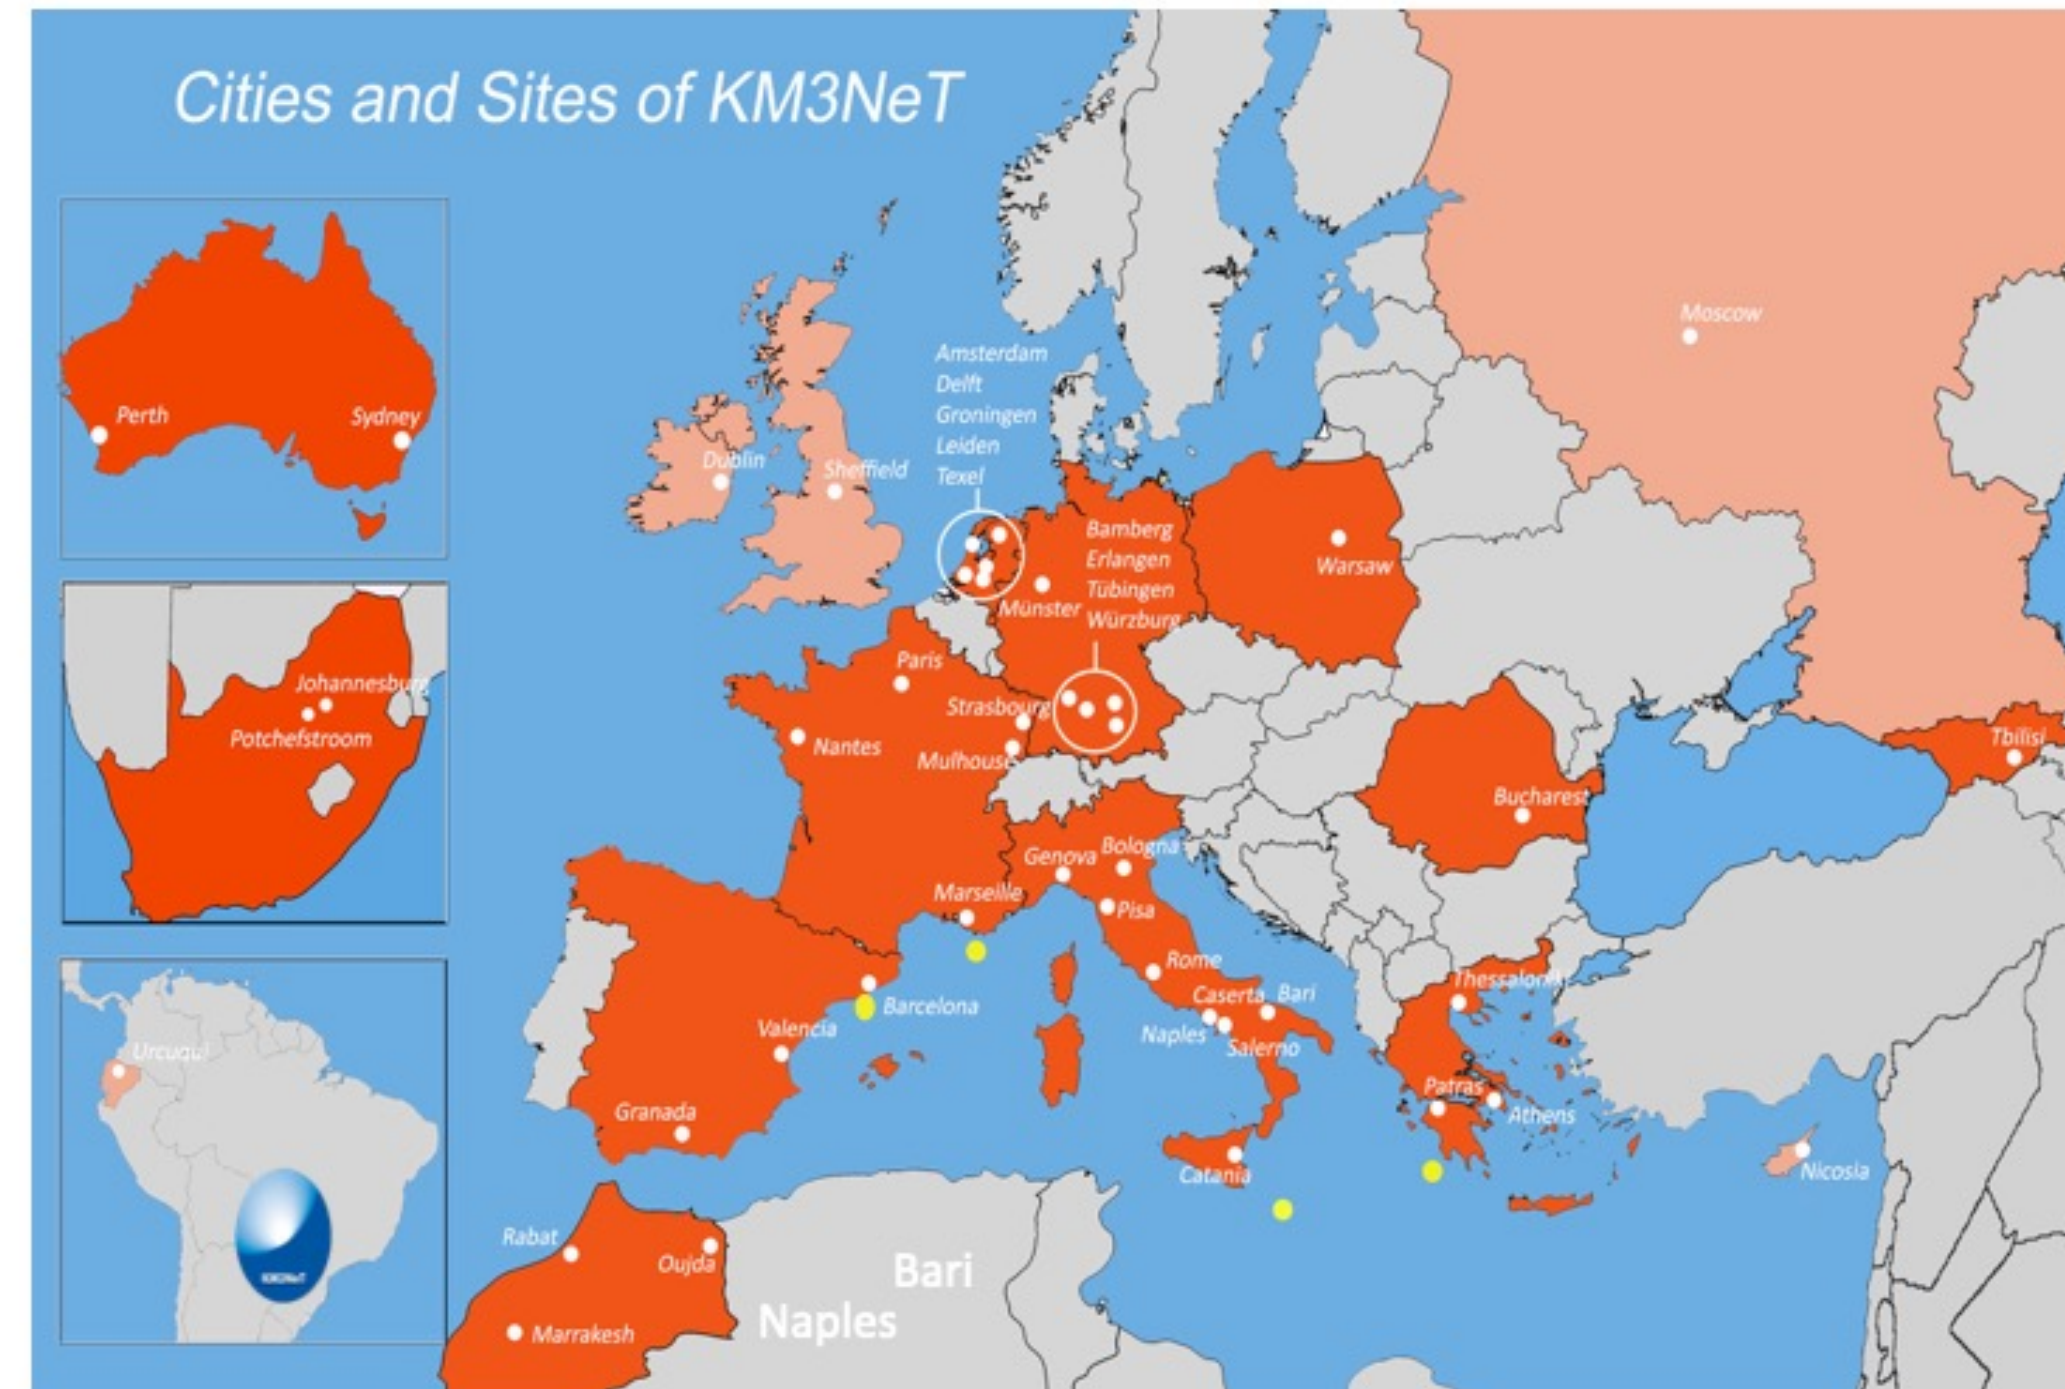 Cities and Sites of KM3NeT
Perth
Sydney
Johannesburg
Potchefstroom
Urcuqui
KM3NeT
Moscow
Amsterdam
Delft
Groningen
Leiden
Texel
Dublin
Sheffield
Bamberg
Erlangen
Tübingen
Würzburg
Münster
Warsaw
Paris
Strasbourg
Nantes
Mulhouse
Tbilisi
Bucharest
Genova
Bologna
Marseille
Pisa
Rome
Thessaloniki
Caserta
Bari
Barcelona
Valencia
Naples
Salerno
Granada
Patras
Athens
Catania
Nicosia
Rabat
Oujda
Marrakesh
Bari
Naples